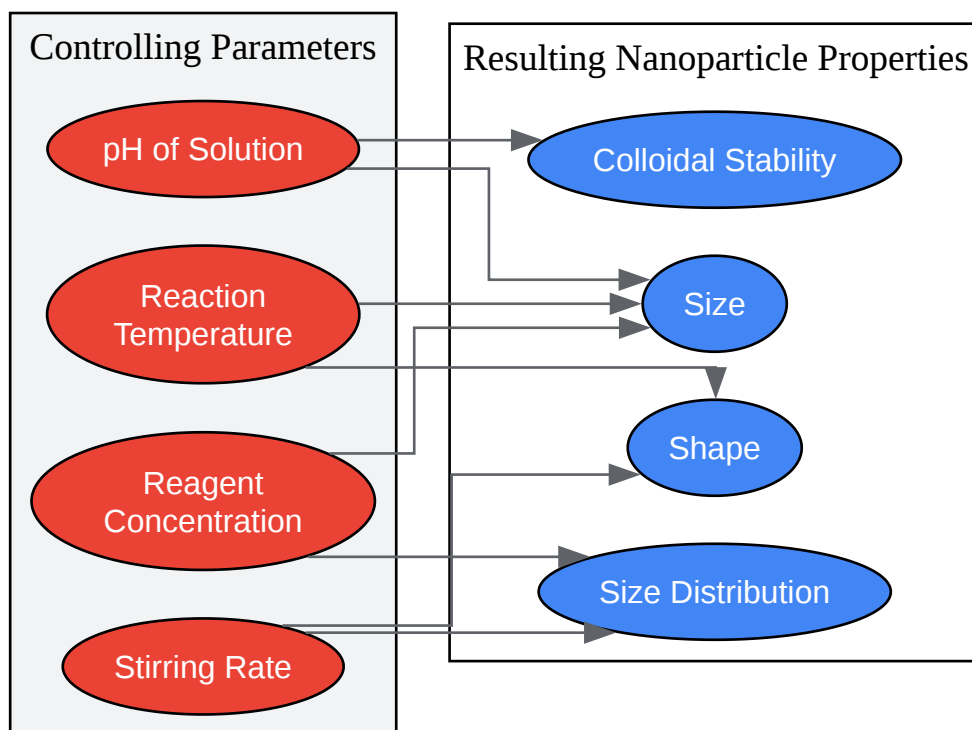 Controlling Parameters
pH of Solution
Reaction
Temperature
Reagent
Concentration
Stirring Rate
Resulting Nanoparticle Properties
Colloidal Stability
Size
Shape
Size Distribution